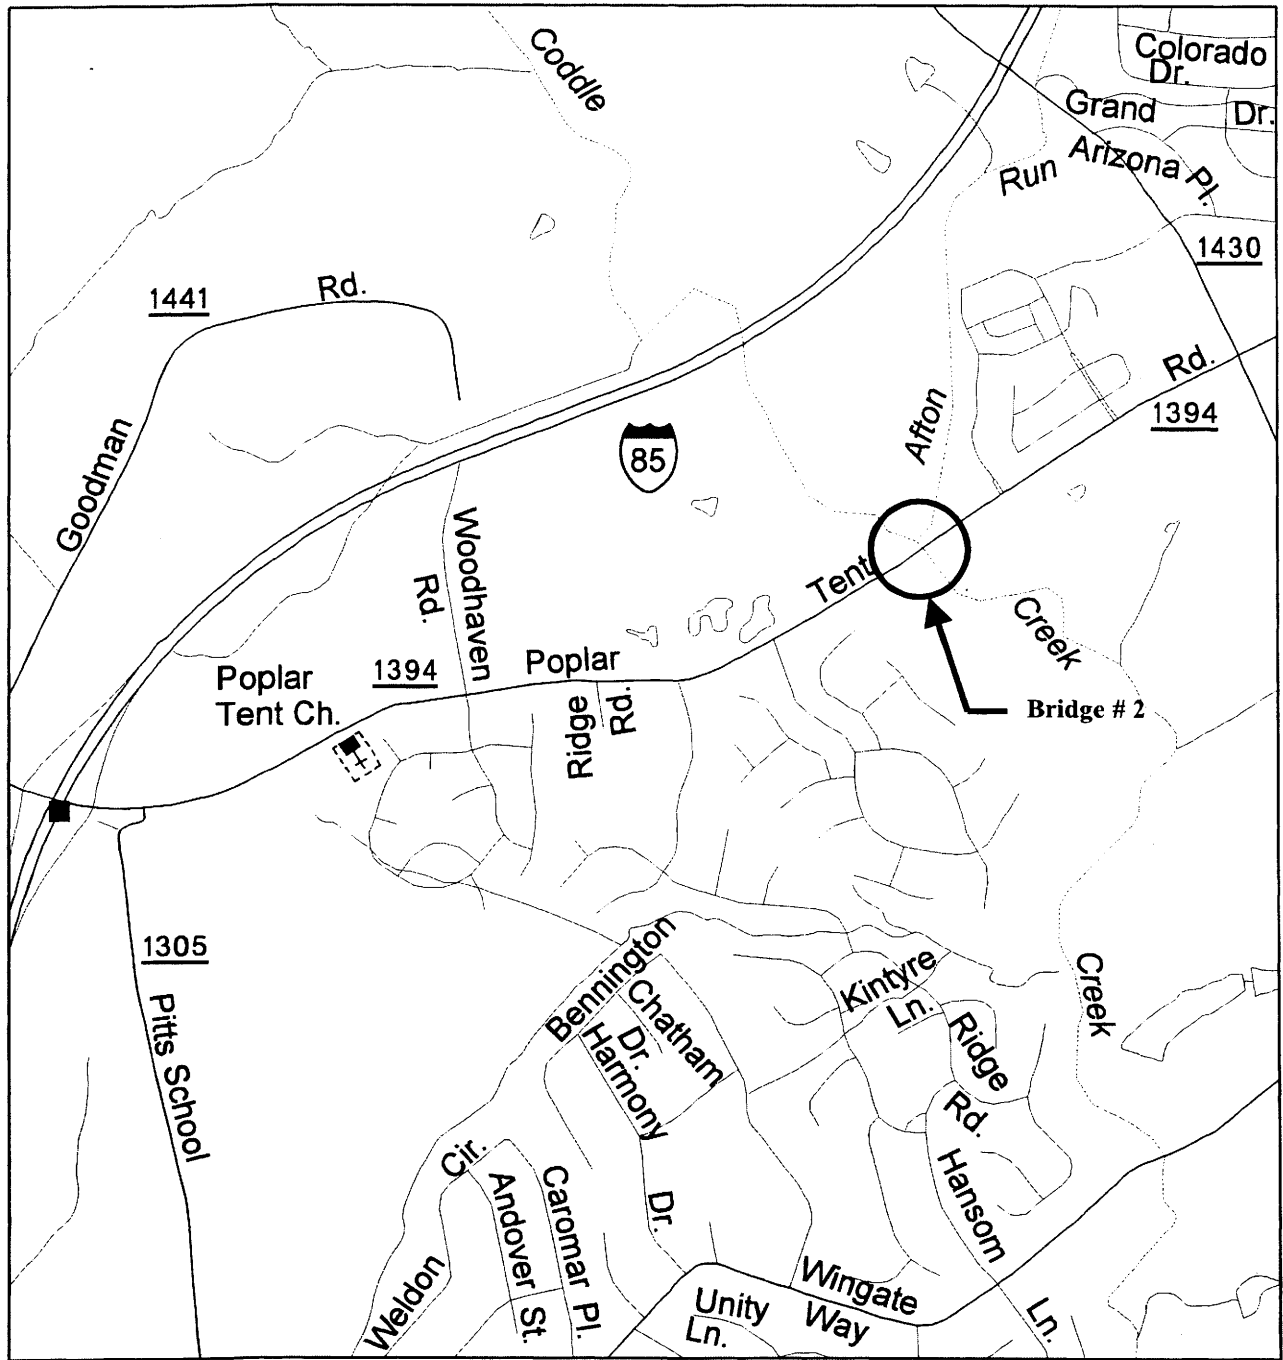 Coddle
Colorado
Dr.
Grand
Dr.
Arizona Pl.
Run
1430
1441
Rd.
Rd.
1394
Afton
85
Goodman
Woodhaven
Rd.
Tent
Creek
Poplar
Tent Ch.
1394
Poplar
Ridge
Rd.
Bridge # 2
1305
Pitts School
Bennington
Chatham
Dr.
Harmony
Dr.
Kintyre
Ln.
Ridge
Rd.
Creek
Hansom
Ln.
Cir.
Weldon
Andover
St.
Caromar Pl.
Wingate
Way
Unity
Ln.